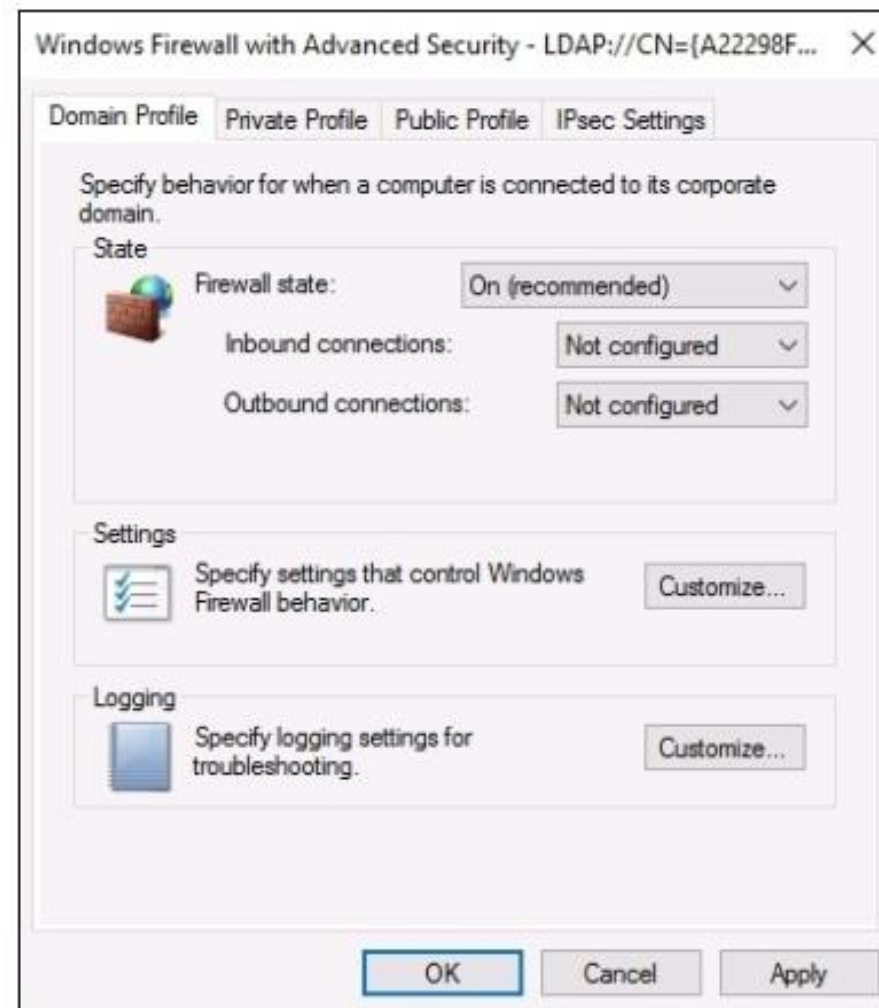 Windows Firewall with Advanced Security - LDAP://CN={A22298F...
Domain Profile Private Profile Public Profile IPsec Settings
Specify behavior for when a computer is connected to its corporate
domain.
State
Firewall state: On (recommended)
Inbound connections: Not configured
Outbound connections: Not configured
Settings
Specify settings that control Windows
Firewall behavior.
Customize...
Logging
Specify logging settings for
troubleshooting.
Customize...
OK Cancel Apply